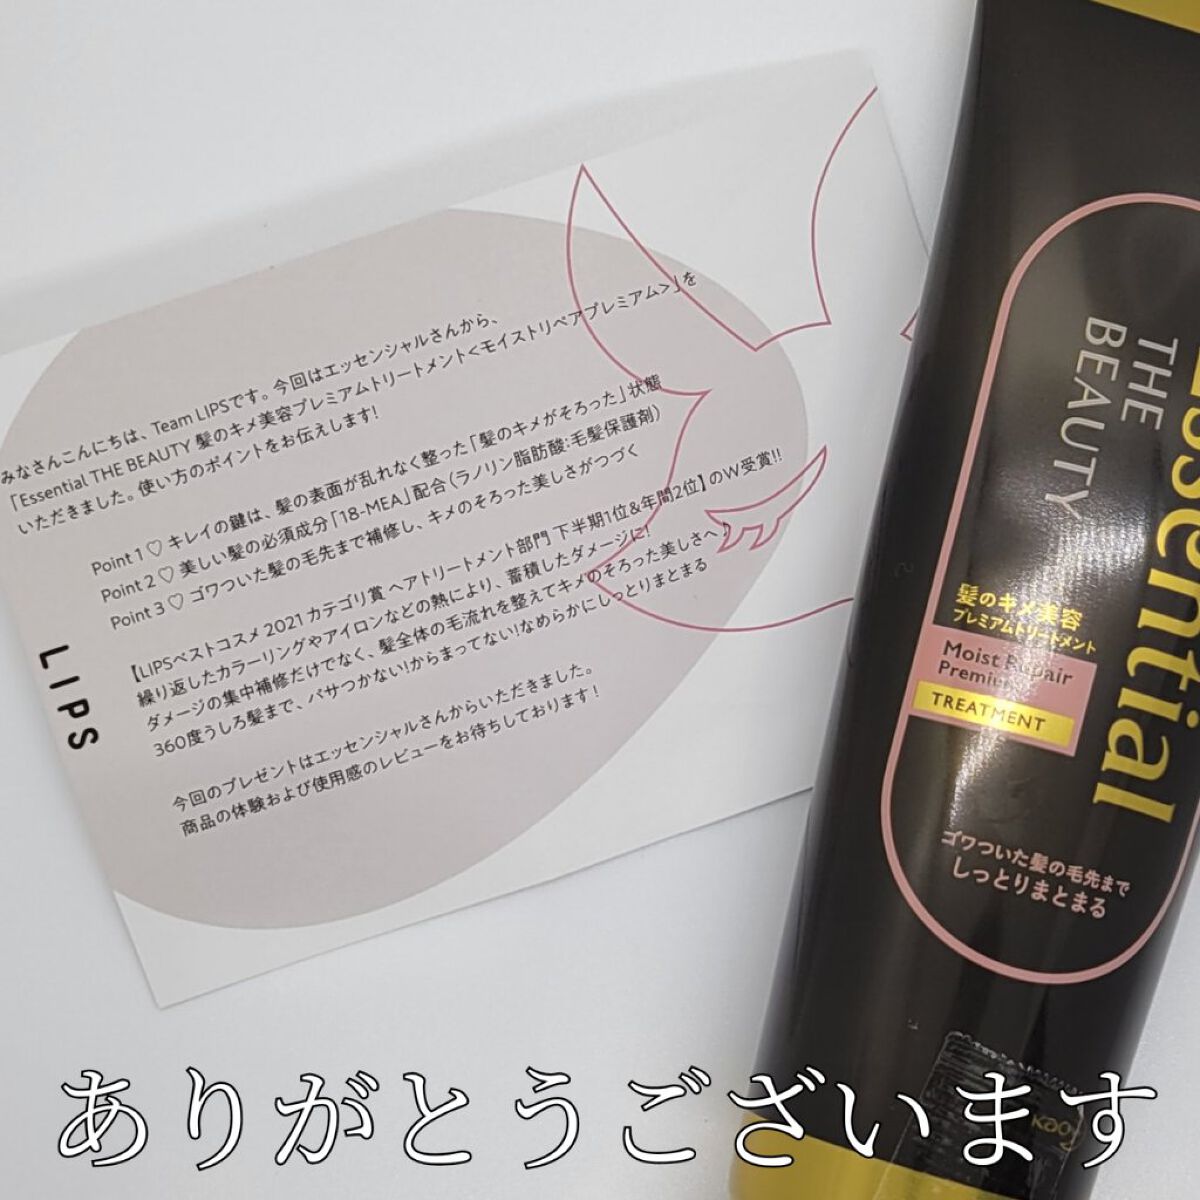 みなさんこんにちは、Team LIPSです。今回はエッセンシャルさんから、
「Essential THE BEAUTY 髪のキメ美容プレミアムトリートメント<モイストリペアプレミアム>」を
いただきました。使い方のポイントをお伝えします!
Point 1♡ キレイの鍵は、髪の表面が乱れなく整った「髪のキメがそろった」状態
Point 2♡ 美しい髪の必須成分「18-MEA」配合(ラノリン脂肪酸:毛髪保護剤)
Point 3♡ ゴワついた髪の毛先まで補修し、キメのそろった美しさがつづく
【LIPSベストコスメ2021 カテゴリ賞 ヘアトリートメント部門 下半期1位&年間2位】のW受賞!!
繰り返したカラーリングやアイロンなどの熱により、蓄積したダメージに!
ダメージの集中補修だけでなく、髪全体の毛流れを整えてキメのそろった美しさへ♪
360度うしろ髪まで、パサつかない!からまってない!なめらかにしっとりまとまる
今回のプレゼントはエッセンシャルさんからいただきました。
商品の体験および使用感のレビューをお待ちしております!
LIPS
Essential
THE
BEAUTY
髪のキメ美容
プレミアムトリートメント
Moist Repair
Premium
TREATMENT
ゴワついた髪の毛先まで
しっとりまとまる
Kao
ありがとうございます